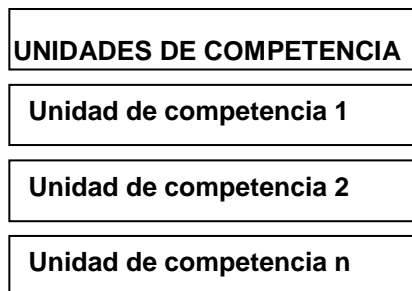 UNIDADES DE COMPETENCIA
Unidad de competencia 1
Unidad de competencia 2
Unidad de competencia n